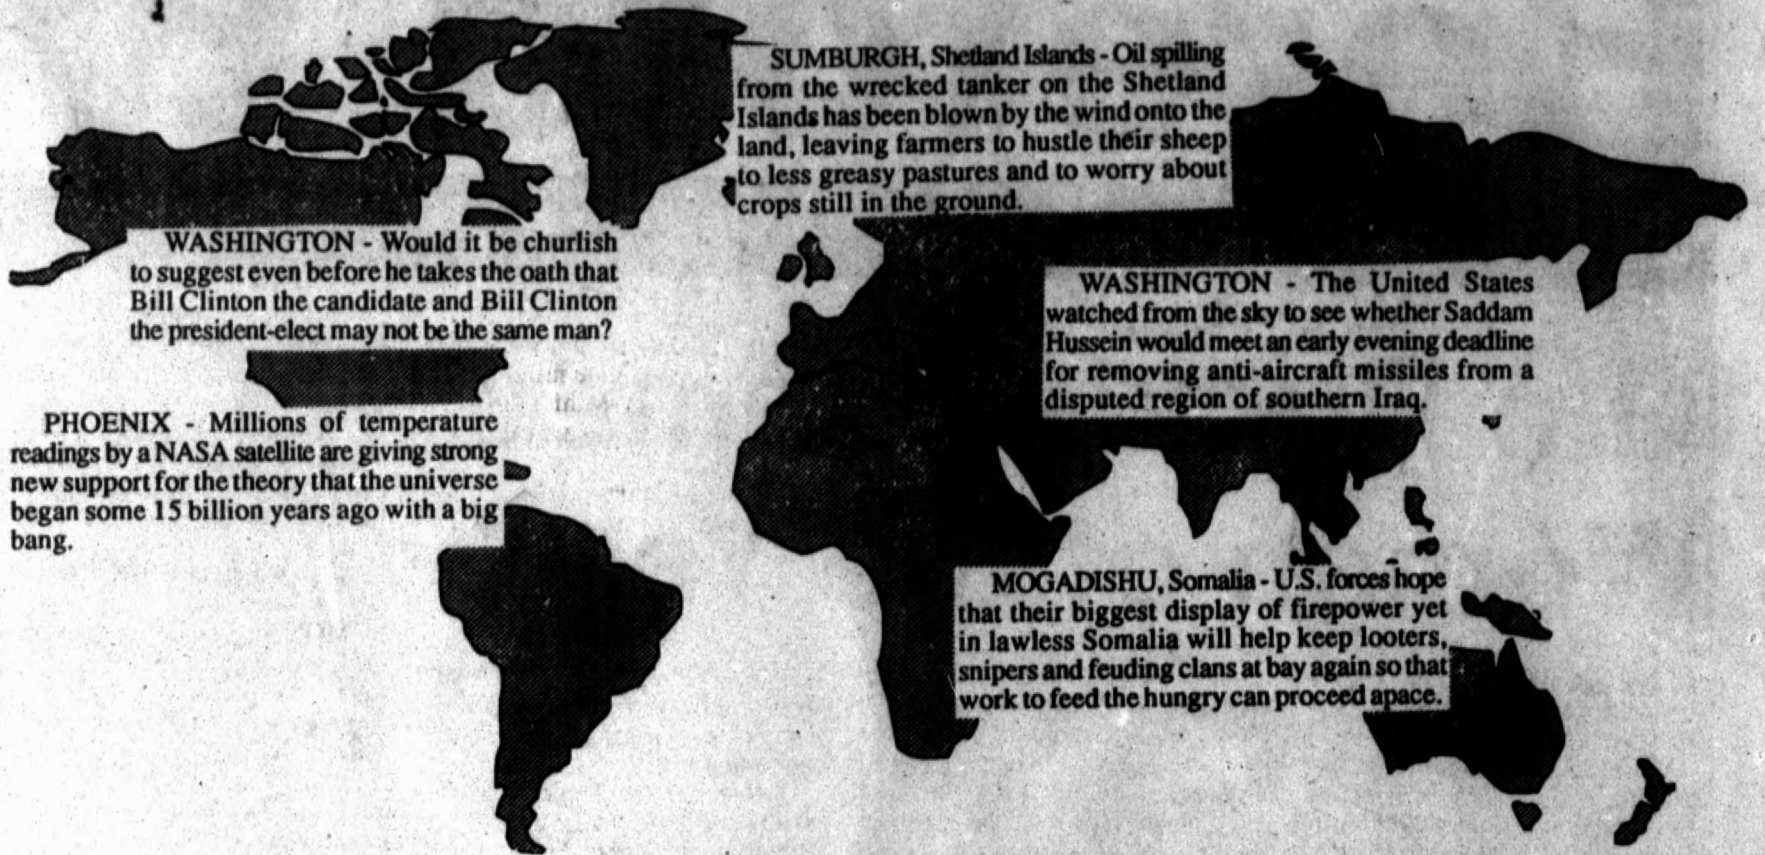 SUMBURGH, Shetland Islands - Oil spilling
from the wrecked tanker on the Shetland
Islands has been blown by the wind onto the
land, leaving farmers to hustle their sheep
to less greasy pastures and to worry about
crops still in the ground.
WASHINGTON - Would it be churlish
to suggest even before he takes the oath that
Bill Clinton the candidate and Bill Clinton
the president-elect may not be the same man?
WASHINGTON - The United States
watched from the sky to see whether Saddam
Hussein would meet an early evening deadline
for removing anti-aircraft missiles from a
disputed region of southern Iraq.
PHOENIX - Millions of temperature
readings by a NASA satellite are giving strong
new support for the theory that the universe
began some 15 billion years ago with a big
bang.
MOGADISHU, Somalia - U.S. forces hope
that their biggest display of firepower yet
in lawless Somalia will help keep looters,
snipers and feuding clans at bay again so that
work to feed the hungry can proceed apace.